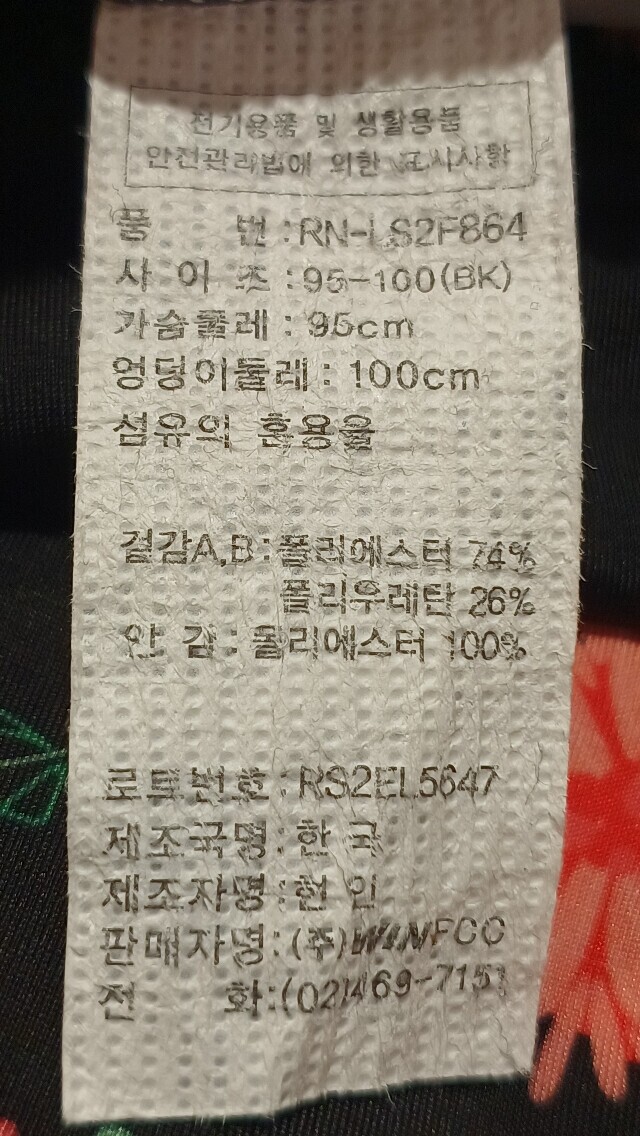 전기용품 및 생활용품
안전관리법에 의한 표시사항
품 번 : RN-LS2F864
사 이 즈 : 95-100(BK)
가슴둘레 : 95cm
엉덩이둘레 : 100cm
섬유의 혼용율
겉감A,B : 폴리에스터 74%
폴리우레탄 26%
안 감 : 폴리에스터 100%
로트번호 : RS2EL5647
제조국명 : 한 국
제조자명 : 현 인
판매자명 : (주)WINFCC
전 화 : (02)469-7151